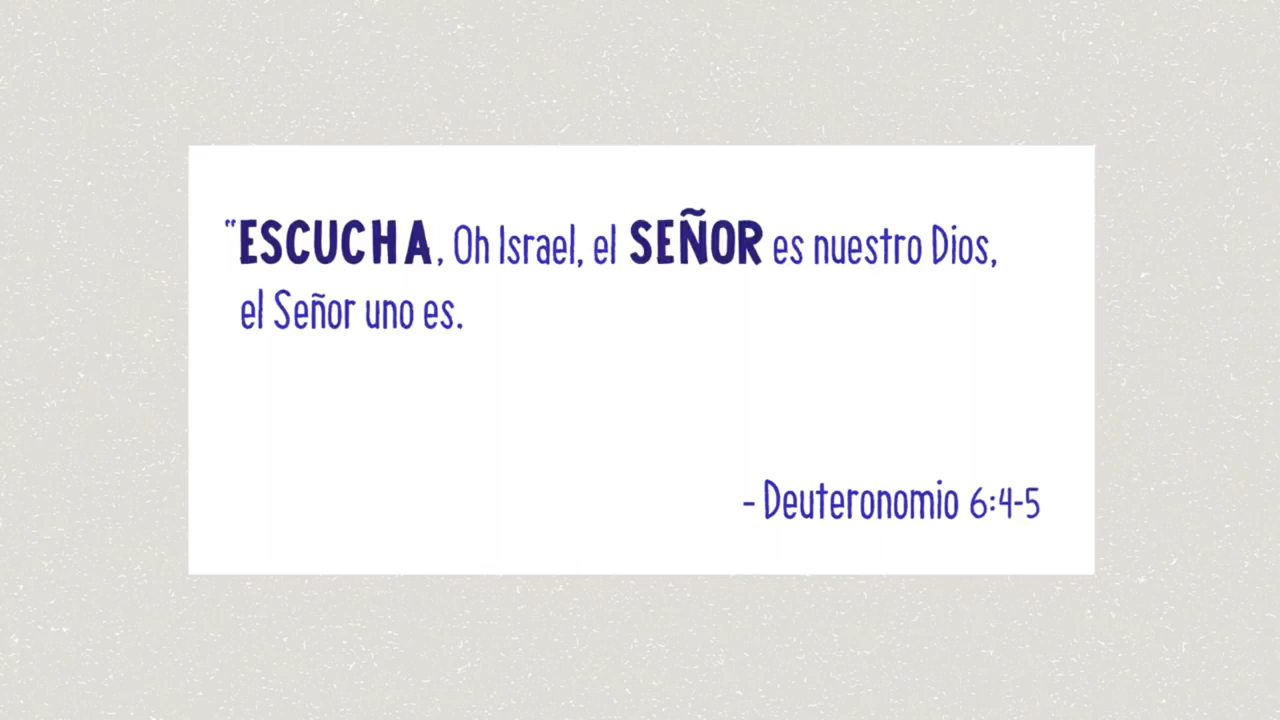 “ESCUCHA, Oh Israel, el SEÑOR es nuestro Dios,
el Señor uno es.
- Deuteronomio 6:4-5